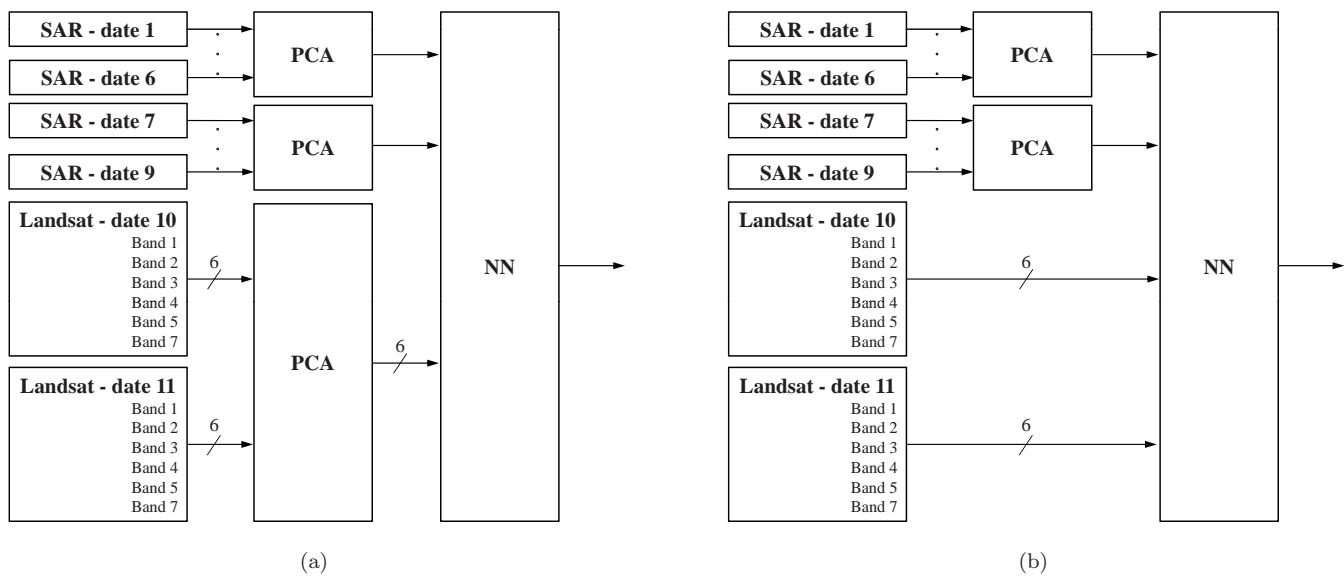 SAR - date 1
SAR - date 6
PCA
SAR - date 7
SAR - date 9
PCA
Landsat - date 10
Band 1
Band 2
Band 3
Band 4
Band 5
Band 7
6
Landsat - date 11
Band 1
Band 2
Band 3
Band 4
Band 5
Band 7
6
PCA
6
NN
(a)
SAR - date 1
SAR - date 6
PCA
SAR - date 7
SAR - date 9
PCA
Landsat - date 10
Band 1
Band 2
Band 3
Band 4
Band 5
Band 7
6
Landsat - date 11
Band 1
Band 2
Band 3
Band 4
Band 5
Band 7
6
NN
(b)